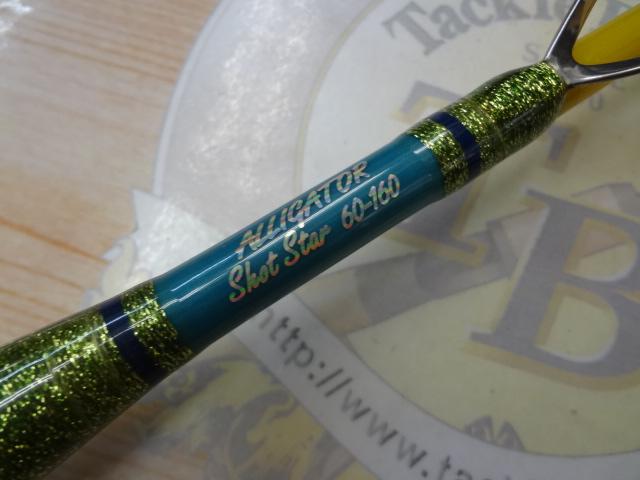 Tackle
ALLIGATOR
Shot Star 60-160
T
B
http://www.tac